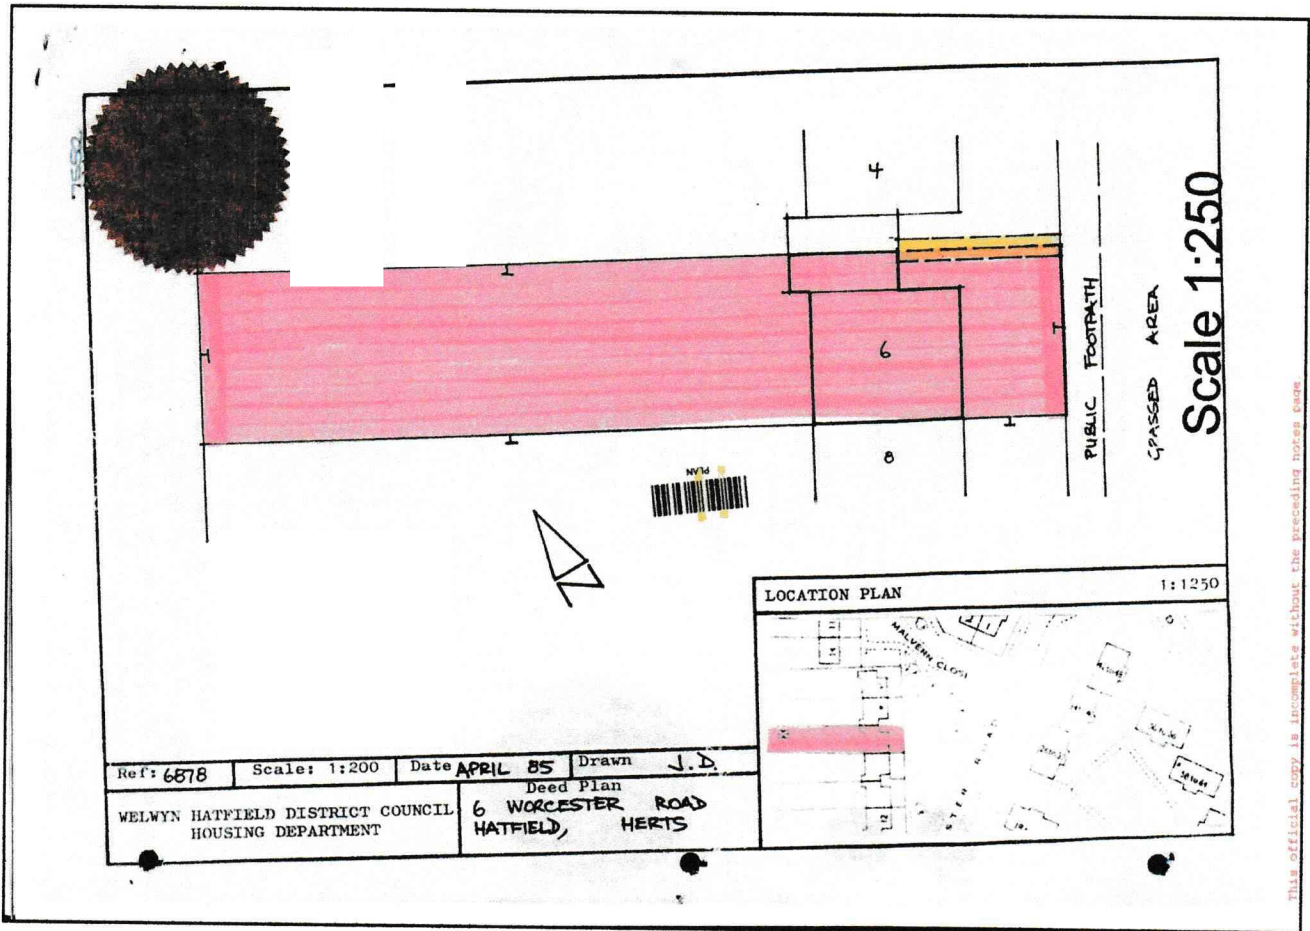 4
6
8
PUBLIC FOOTPATH
GRASSED AREA
Scale 1:250
PLAN
LOCATION PLAN 1:1250
MALVERN CLOSE
12
Ref: 6878 Scale: 1:200 Date APRIL 85 Drawn J.D.
WELWYN HATFIELD DISTRICT COUNCIL
HOUSING DEPARTMENT
Deed Plan
6 WORCESTER ROAD
HATFIELD, HERTS
This official copy is incomplete without the preceding notes page.